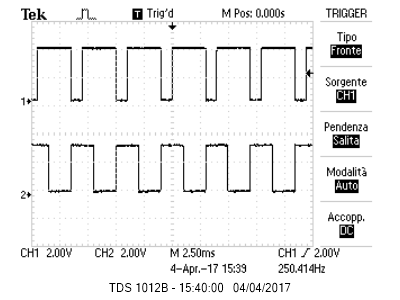 Tek T Trig'd M Pos: 0.000s TRIGGER
Tipo
Fronte
Sorgente
CH1
Pendenza
Salita
Modalità
Auto
Accopp.
DC
1
2
CH1 2.00V CH2 2.00V M 2.50ms CH1 2.00V
4-Apr.-17 15:39 250.414Hz
TDS 1012B - 15:40:00 04/04/2017